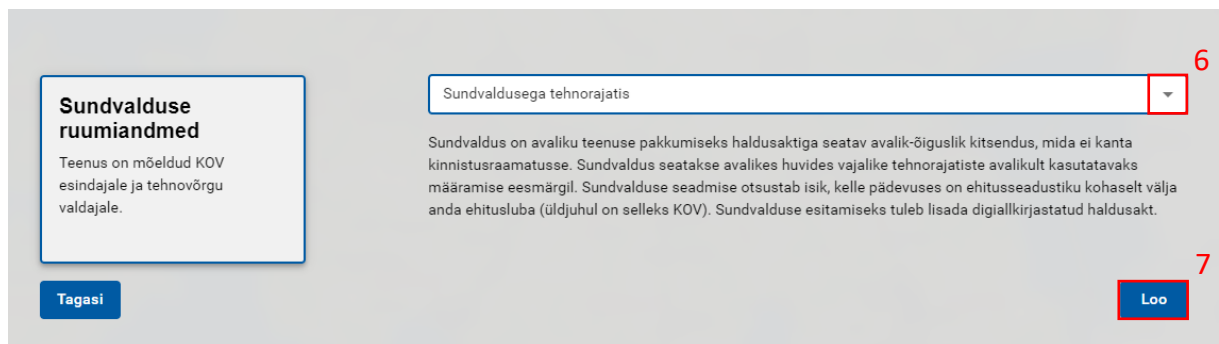 6
Sundvalduse
ruumiandmed
Teenus on mõeldud KOV
esindajale ja tehnovõrgu
valdajale.
Sundvaldusega tehnorajatis
Sundvaldus on avaliku teenuse pakkumiseks haldusaktiga seatav avalik-õiguslik kitsendus, mida ei kanta
kinnistusraamatusse. Sundvaldus seatakse avalikes huvides vajalike tehnorajatiste avalikult kasutatavaks
määramise eesmärgil. Sundvalduse seadmise otsustab isik, kelle pädevuses on ehitusseadustiku kohaselt välja
anda ehitusluba (üldjuhul on selleks KOV). Sundvalduse esitamiseks tuleb lisada digiallkirjastatud haldusakt.
7
Tagasi
Loo